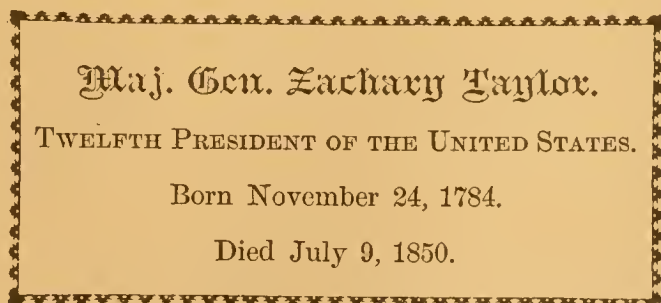 Maj. Gen. Zachary Taylor.
TWELFTH PRESIDENT OF THE UNITED STATES.
Born November 24, 1784.
Died July 9, 1850.